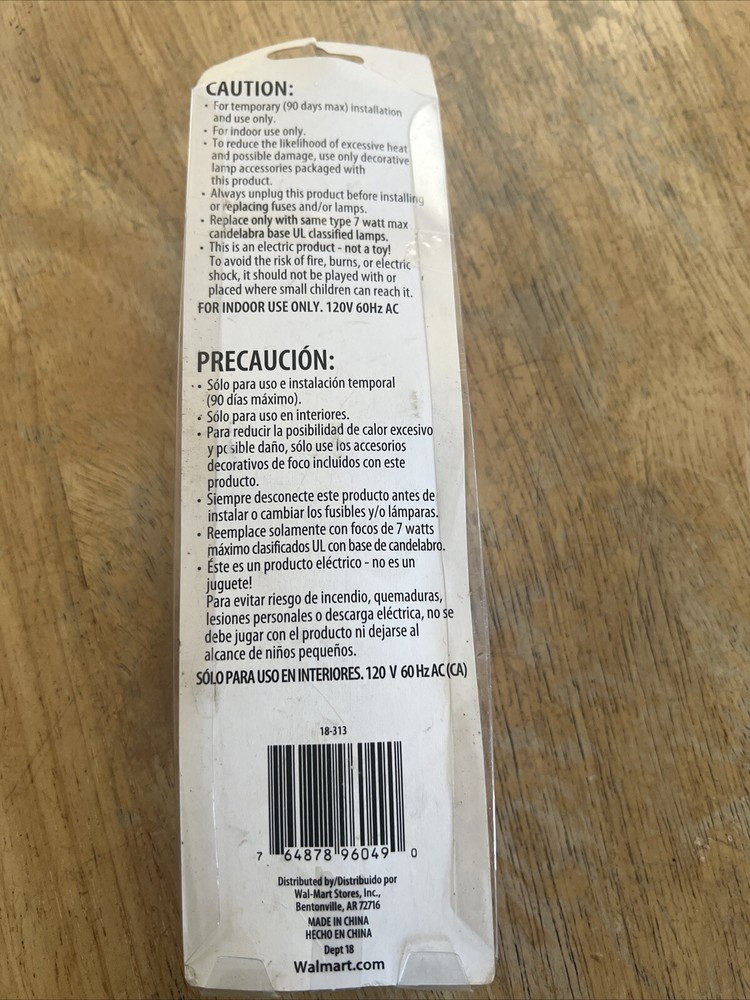 CAUTION:
• For temporary (90 days max) installation
and use only.
• For indoor use only.
• To reduce the likelihood of excessive heat
and possible damage, use only decorative
lamp accessories packaged with
this product.
• Always unplug this product before installing
or replacing fuses and/or lamps.
• Replace only with same type 7 watt max
candelabra base UL classified lamps.
• This is an electric product - not a toy!
To avoid the risk of fire, burns, or electric
shock, it should not be played with or
placed where small children can reach it.
FOR INDOOR USE ONLY. 120V 60Hz AC
PRECAUCIÓN:
• Sólo para uso e instalación temporal
(90 días máximo).
• Sólo para uso en interiores.
• Para reducir la posibilidad de calor excesivo
y posible daño, sólo use los accesorios
decorativos de foco incluídos con este
producto.
• Siempre desconecte este producto antes de
instalar o cambiar los fusibles y/o lámparas.
• Reemplace solamente con focos de 7 watts
máximo clasificados UL con base de candelabro.
• Éste es un producto eléctrico - no es un
juguete!
Para evitar riesgo de incendio, quemaduras,
lesiones personales o descarga eléctrica, no se
debe jugar con el producto ni dejarse al
alcance de niños pequeños.
SÓLO PARA USO EN INTERIORES. 120 V 60 Hz AC (CA)
18-313
7 64878 96049 0
Distributed by/Distribuido por
Wal-Mart Stores, Inc.,
Bentonville, AR 72716
MADE IN CHINA
HECHO EN CHINA
Dept 18
Walmart.com